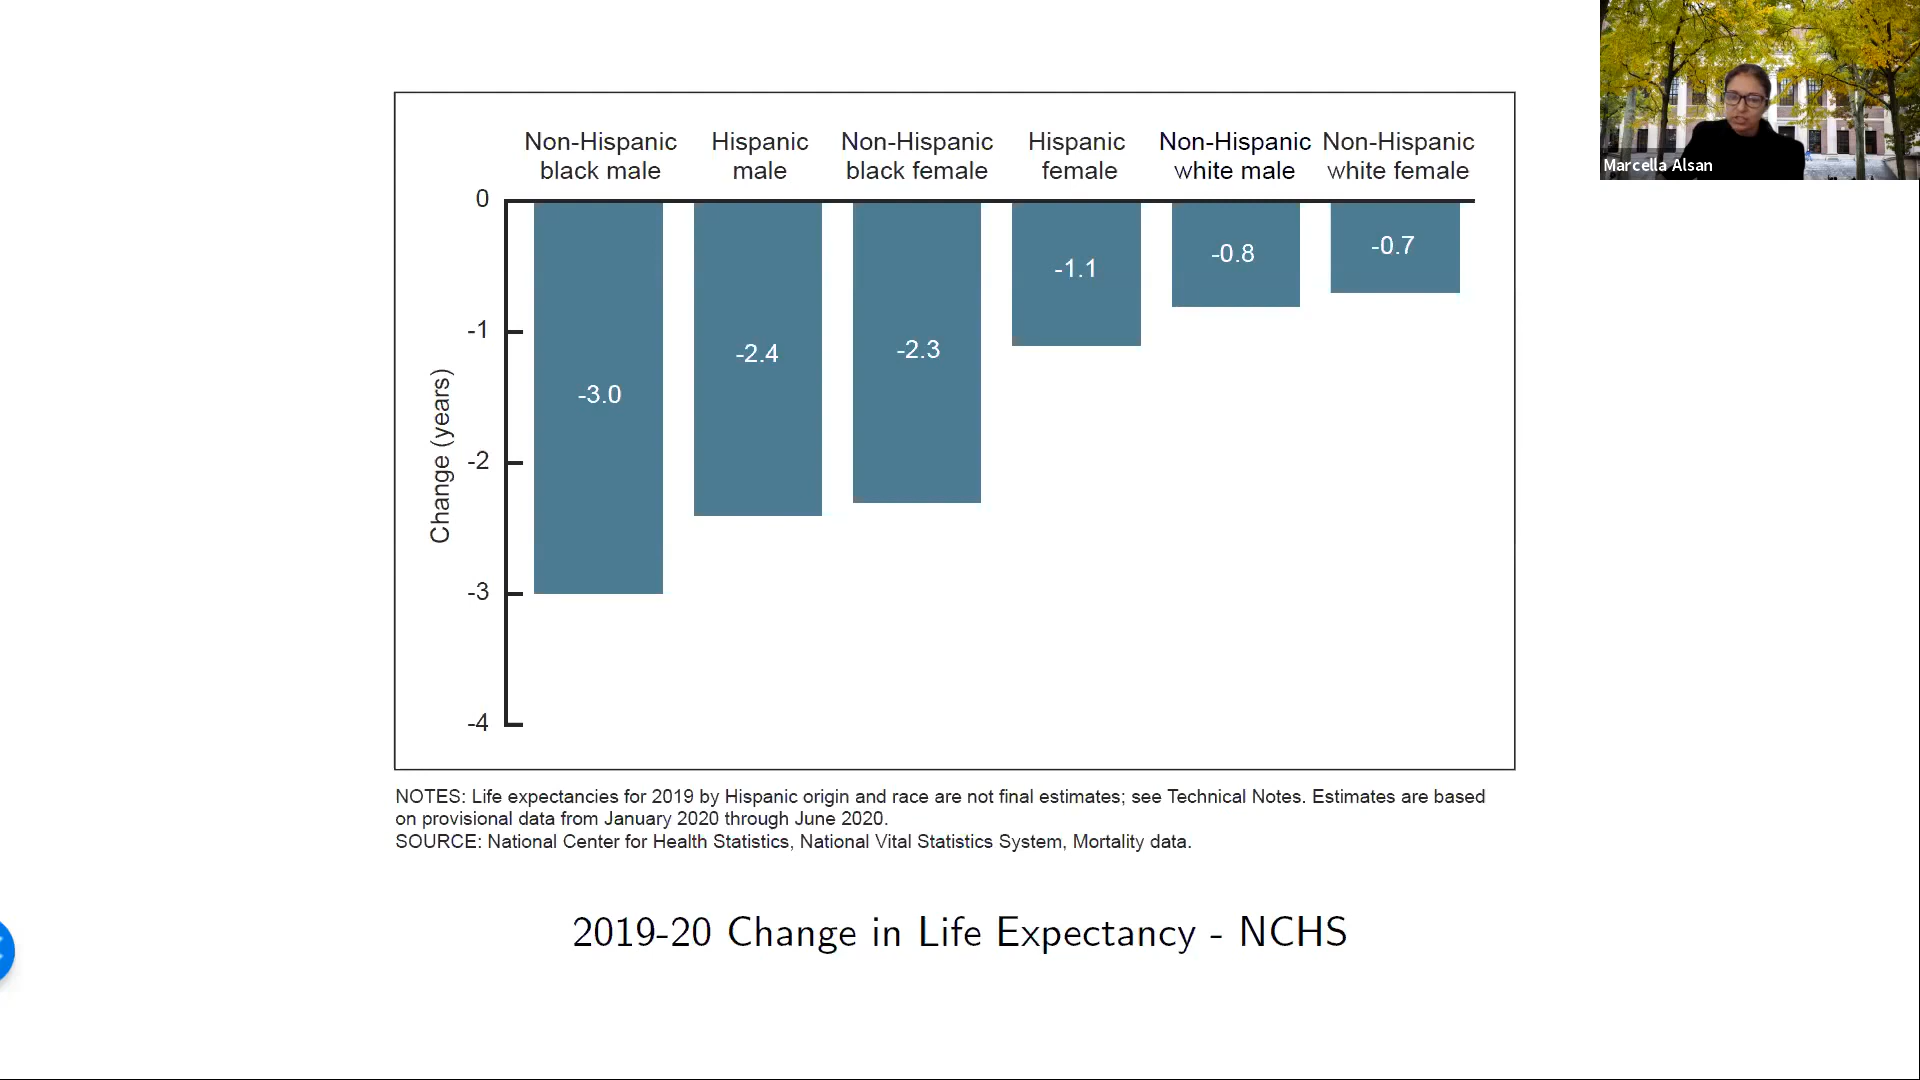 Non-Hispanic black male
Hispanic male
Non-Hispanic black female
Hispanic female
Non-Hispanic white male
Non-Hispanic white female
0
-1
-2
-3
-4
Change (years)
-3.0
-2.4
-2.3
-1.1
-0.8
-0.7
NOTES: Life expectancies for 2019 by Hispanic origin and race are not final estimates; see Technical Notes. Estimates are based
on provisional data from January 2020 through June 2020.
SOURCE: National Center for Health Statistics, National Vital Statistics System, Mortality data.
2019-20 Change in Life Expectancy - NCHS
Marcella Alsan